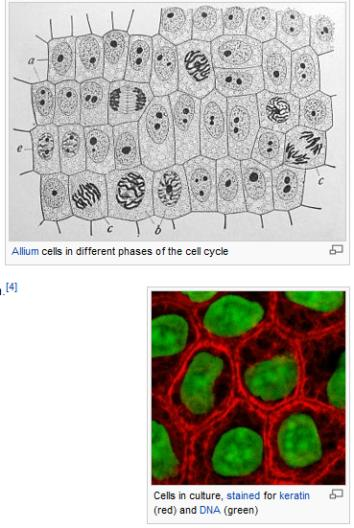 a
e
c
c
b
Allium cells in different phases of the cell cycle
.[4]
Cells in culture, stained for keratin
(red) and DNA (green)